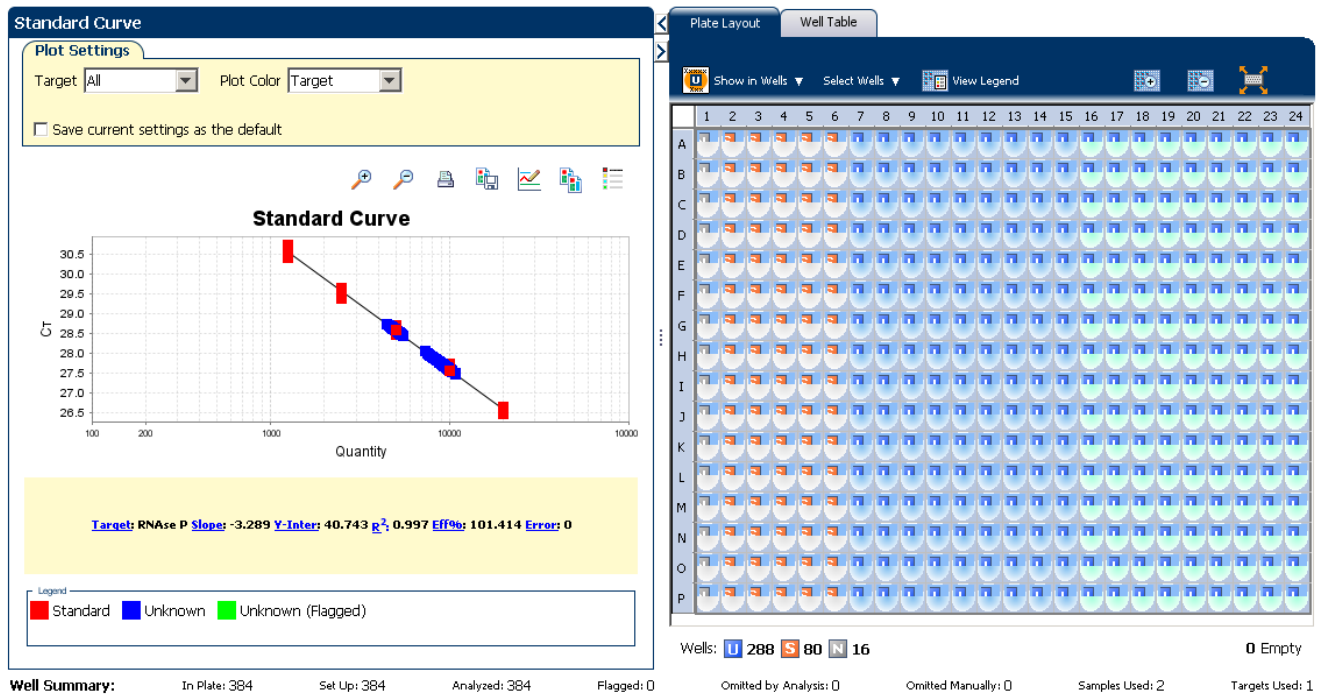 Standard Curve
Plot Settings
Target All Plot Color Target
Save current settings as the default
Standard Curve
30.5
30.0
29.5
29.0
28.5
28.0
27.5
27.0
26.5
CT
100 200 1000 10000 10000
Quantity
Target: RNAse P Slope: -3.289 Y-Inter: 40.743 R²: 0.997 Eff%: 101.414 Error: 0
Legend
Standard Unknown Unknown (Flagged)
Plate Layout Well Table
Show in Wells ▼ Select Wells ▼ View Legend
1 2 3 4 5 6 7 8 9 10 11 12 13 14 15 16 17 18 19 20 21 22 23 24
A
B
C
D
E
F
G
H
I
J
K
L
M
N
O
P
Wells: U 288 S 80 N 16 0 Empty
Well Summary: In Plate: 384 Set Up: 384 Analyzed: 384 Flagged: 0 Omitted by Analysis: 0 Omitted Manually: 0 Samples Used: 2 Targets Used: 1